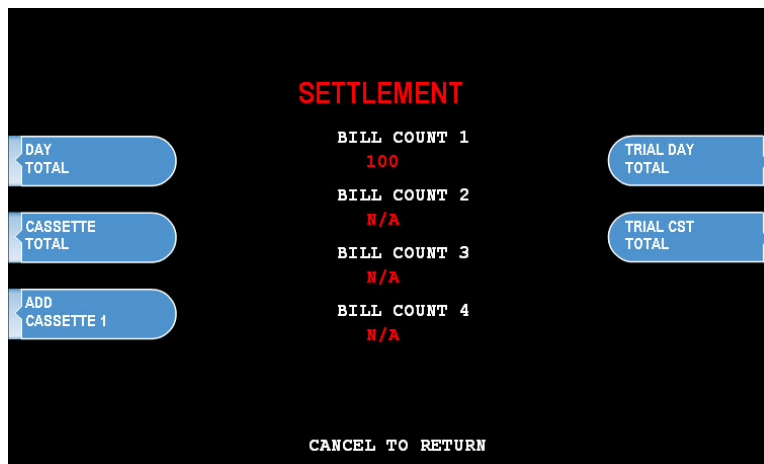 SETTLEMENT
BILL COUNT 1
100
BILL COUNT 2
N/A
BILL COUNT 3
N/A
BILL COUNT 4
N/A
DAY
TOTAL
CASSETTE
TOTAL
ADD
CASSETTE 1
TRIAL DAY
TOTAL
TRIAL CST
TOTAL
CANCEL TO RETURN